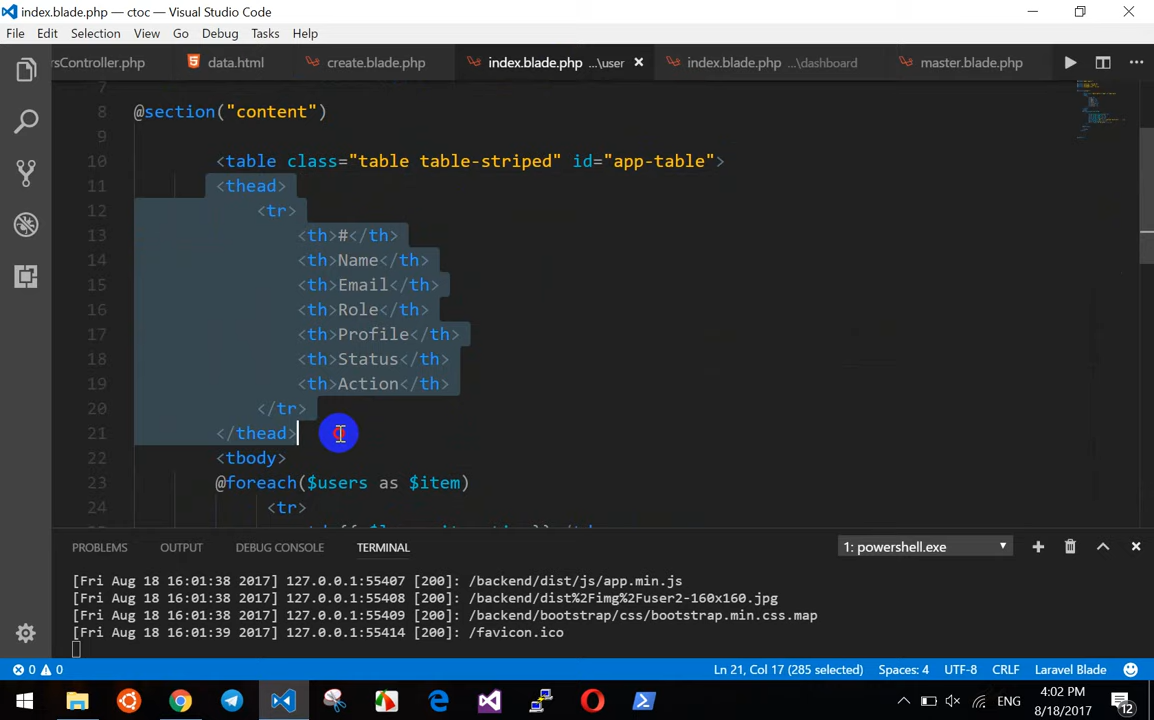 index.blade.php — ctoc — Visual Studio Code
File Edit Selection View Go Debug Tasks Help
rsController.php data.html create.blade.php index.blade.php ...\user index.blade.php ...\dashboard master.blade.php
7
8 @section("content")
9
10 <table class="table table-striped" id="app-table">
11 <thead>
12 <tr>
13 <th>#</th>
14 <th>Name</th>
15 <th>Email</th>
16 <th>Role</th>
17 <th>Profile</th>
18 <th>Status</th>
19 <th>Action</th>
20 </tr>
21 </thead>
22 <tbody>
23 @foreach($users as $item)
24 <tr>
PROBLEMS OUTPUT DEBUG CONSOLE TERMINAL 1: powershell.exe
[Fri Aug 18 16:01:38 2017] 127.0.0.1:55407 [200]: /backend/dist/js/app.min.js
[Fri Aug 18 16:01:38 2017] 127.0.0.1:55408 [200]: /backend/dist%2Fimg%2Fuser2-160x160.jpg
[Fri Aug 18 16:01:38 2017] 127.0.0.1:55409 [200]: /backend/bootstrap/css/bootstrap.min.css.map
[Fri Aug 18 16:01:39 2017] 127.0.0.1:55414 [200]: /favicon.ico
0 0 Ln 21, Col 17 (285 selected) Spaces: 4 UTF-8 CRLF Laravel Blade
ENG 4:02 PM
8/18/2017 12